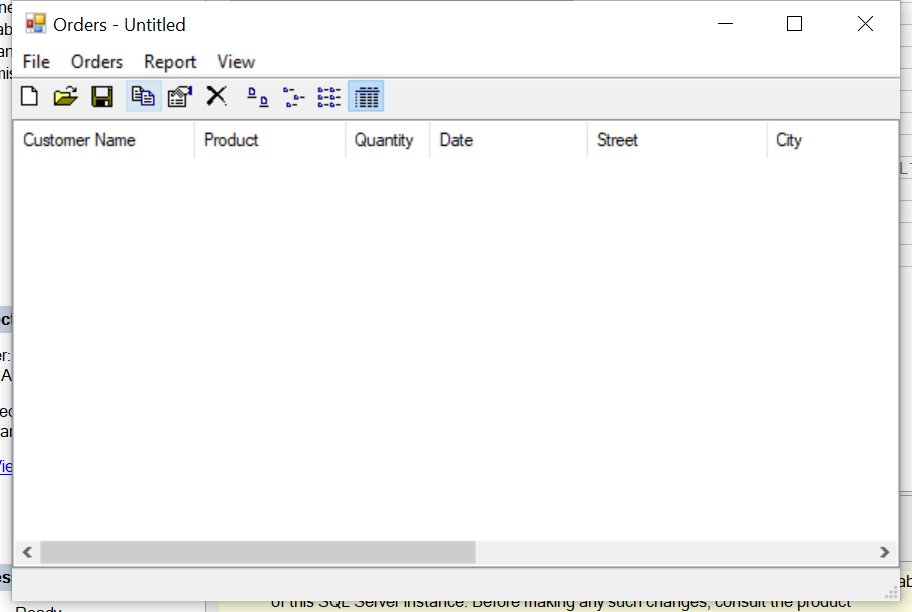 Orders - Untitled
File Orders Report View
Customer Name Product Quantity Date Street City
of this SQL Server instance. Before making any such changes, consult the product
Ready